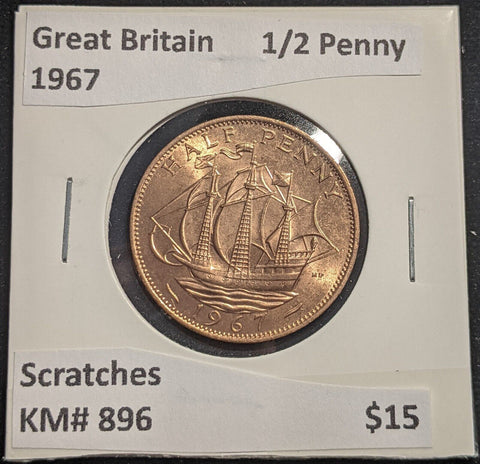 Great Britain 1/2 Penny
1967
HALF PENNY
1967
Scratches
KM# 896 $15